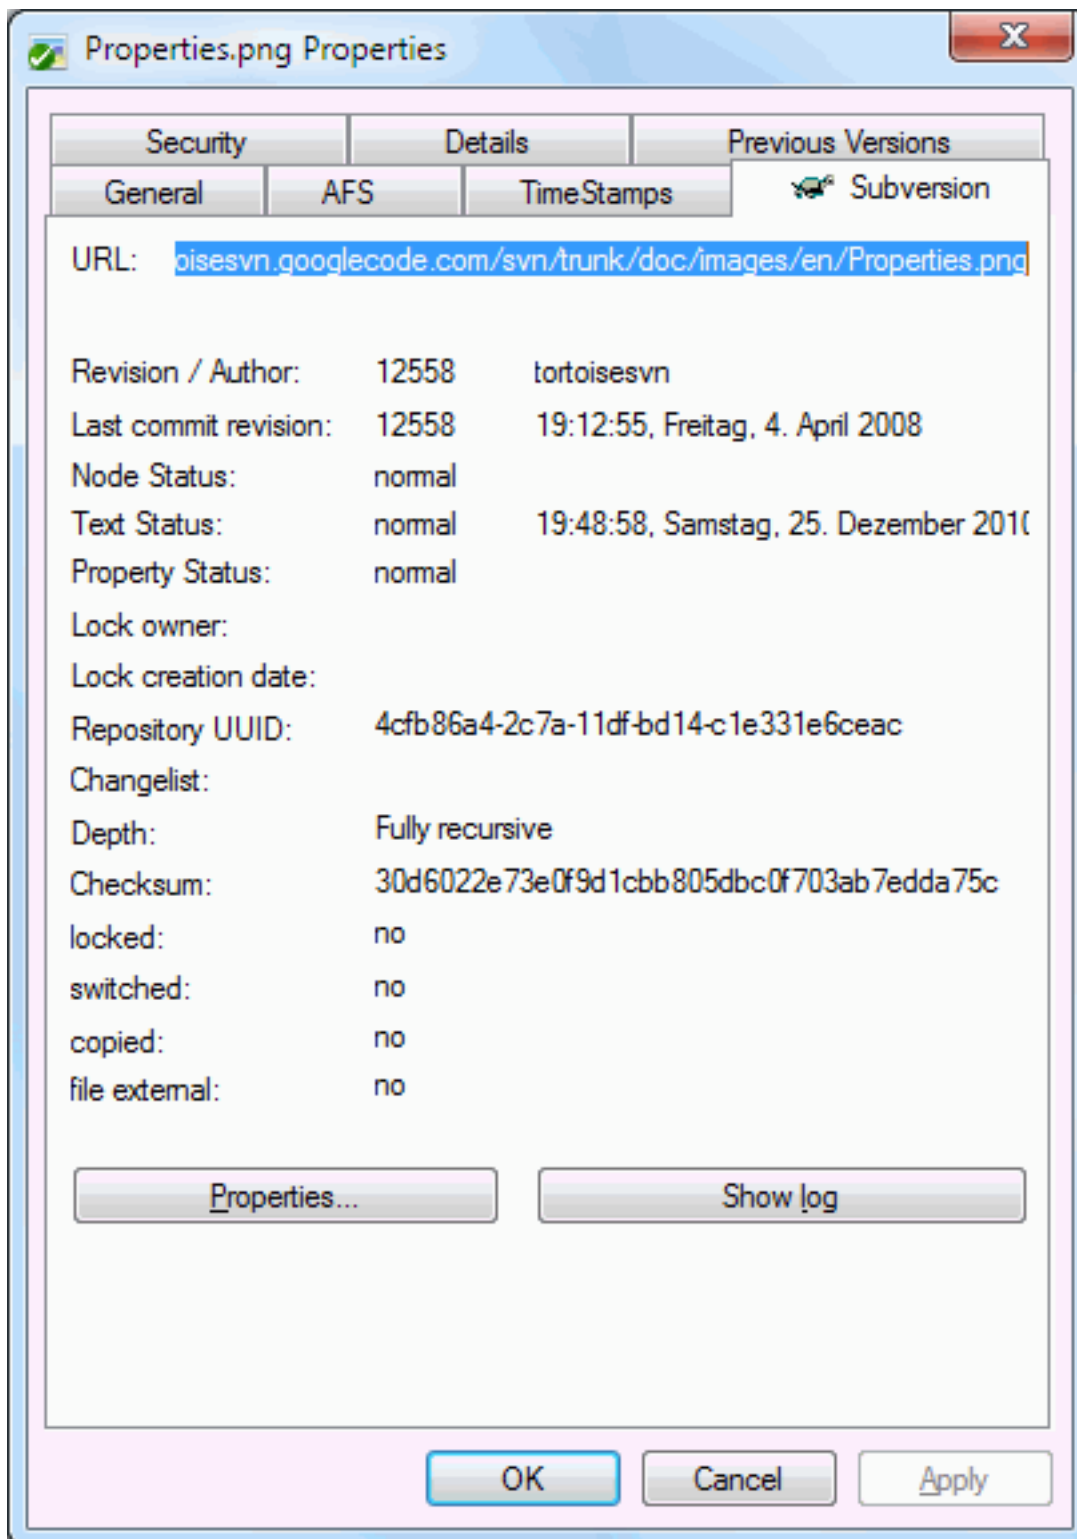 Properties.png Properties
Security Details Previous Versions
General AFS TimeStamps Subversion
URL: oisesvn.googlecode.com/svn/trunk/doc/images/en/Properties.png
Revision / Author: 12558 tortoisesvn
Last commit revision: 12558 19:12:55, Freitag, 4. April 2008
Node Status: normal
Text Status: normal 19:48:58, Samstag, 25. Dezember 2010
Property Status: normal
Lock owner:
Lock creation date:
Repository UUID: 4cfb86a4-2c7a-11df-bd14-c1e331e6ceac
Changelist:
Depth: Fully recursive
Checksum: 30d6022e73e0f9d1cbb805dbc0f703ab7edda75c
locked: no
switched: no
copied: no
file external: no
Properties... Show log
OK Cancel Apply